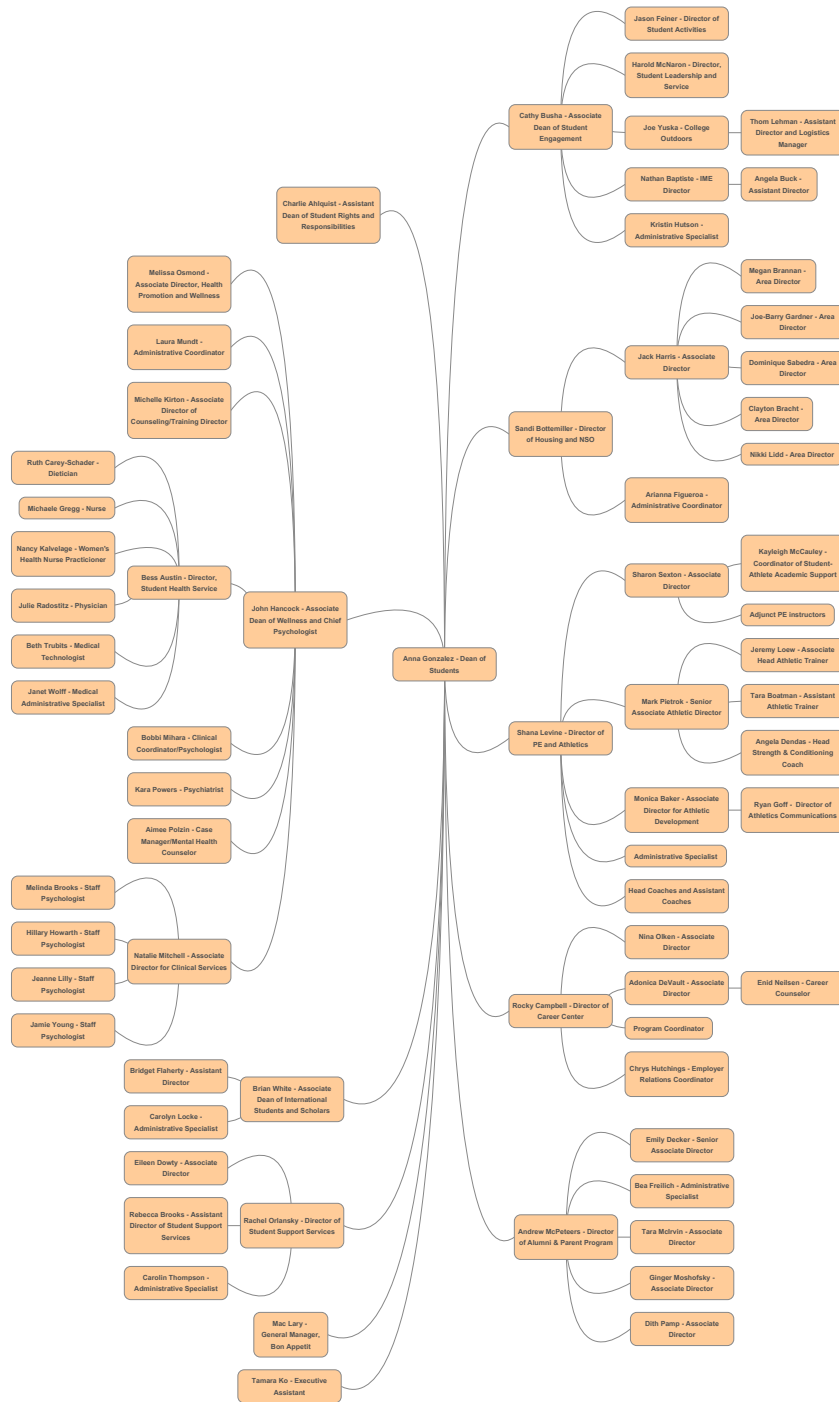 Jason Feiner - Director of
Student Activities
Harold McNaron - Director,
Student Leadership and
Service
Cathy Busha - Associate
Dean of Student
Engagement
Joe Yuska - College
Outdoors
Thom Lehman - Assistant
Director and Logistics
Manager
Nathan Baptiste - IME
Director
Angela Buck -
Assistant Director
Kristin Hutson -
Administrative Specialist
Charlie Ahlquist - Assistant
Dean of Student Rights and
Responsibilities
Melissa Osmond -
Associate Director, Health
Promotion and Wellness
Laura Mundt -
Administrative Coordinator
Michelle Kirton - Associate
Director of
Counseling/Training Director
Megan Brannan -
Area Director
Joe-Barry Gardner - Area
Director
Jack Harris - Associate
Director
Dominique Sabedra - Area
Director
Clayton Bracht -
Area Director
Nikki Lidd - Area Director
Sandi Bottemiller - Director
of Housing and NSO
Arianna Figueroa -
Administrative Coordinator
Ruth Carey-Schader -
Dietician
Michaele Gregg - Nurse
Nancy Kalvelage - Women's
Health Nurse Practicioner
Bess Austin - Director,
Student Health Service
Julie Radostitz - Physician
Beth Trubits - Medical
Technologist
Janet Wolff - Medical
Administrative Specialist
John Hancock - Associate
Dean of Wellness and Chief
Psychologist
Anna Gonzalez - Dean of
Students
Sharon Sexton - Associate
Director
Kayleigh McCauley -
Coordinator of Student-
Athlete Academic Support
Adjunct PE instructors
Jeremy Loew - Associate
Head Athletic Trainer
Mark Pietrok - Senior
Associate Athletic Director
Tara Boatman - Assistant
Athletic Trainer
Angela Dendas - Head
Strength & Conditioning
Coach
Shana Levine - Director of
PE and Athletics
Monica Baker - Associate
Director for Athletic
Development
Ryan Goff - Director of
Athletics Communications
Administrative Specialist
Head Coaches and Assistant
Coaches
Bobbi Mihara - Clinical
Coordinator/Psychologist
Kara Powers - Psychiatrist
Aimee Polzin - Case
Manager/Mental Health
Counselor
Melinda Brooks - Staff
Psychologist
Hillary Howarth - Staff
Psychologist
Natalie Mitchell - Associate
Director for Clinical Services
Jeanne Lilly - Staff
Psychologist
Jamie Young - Staff
Psychologist
Nina Olken - Associate
Director
Adonica DeVault - Associate
Director
Enid Neilsen - Career
Counselor
Rocky Campbell - Director of
Career Center
Program Coordinator
Chrys Hutchings - Employer
Relations Coordinator
Bridget Flaherty - Assistant
Director
Brian White - Associate
Dean of International
Students and Scholars
Carolyn Locke -
Administrative Specialist
Eileen Dowty - Associate
Director
Rebecca Brooks - Assistant
Director of Student Support
Services
Rachel Orlansky - Director of
Student Support Services
Carolin Thompson -
Administrative Specialist
Emily Decker - Senior
Associate Director
Bea Freilich - Administrative
Specialist
Andrew McPeteers - Director
of Alumni & Parent Program
Tara McIrvin - Associate
Director
Ginger Moshofsky -
Associate Director
Dith Pamp - Associate
Director
Mac Lary -
General Manager,
Bon Appetit
Tamara Ko - Executive
Assistant